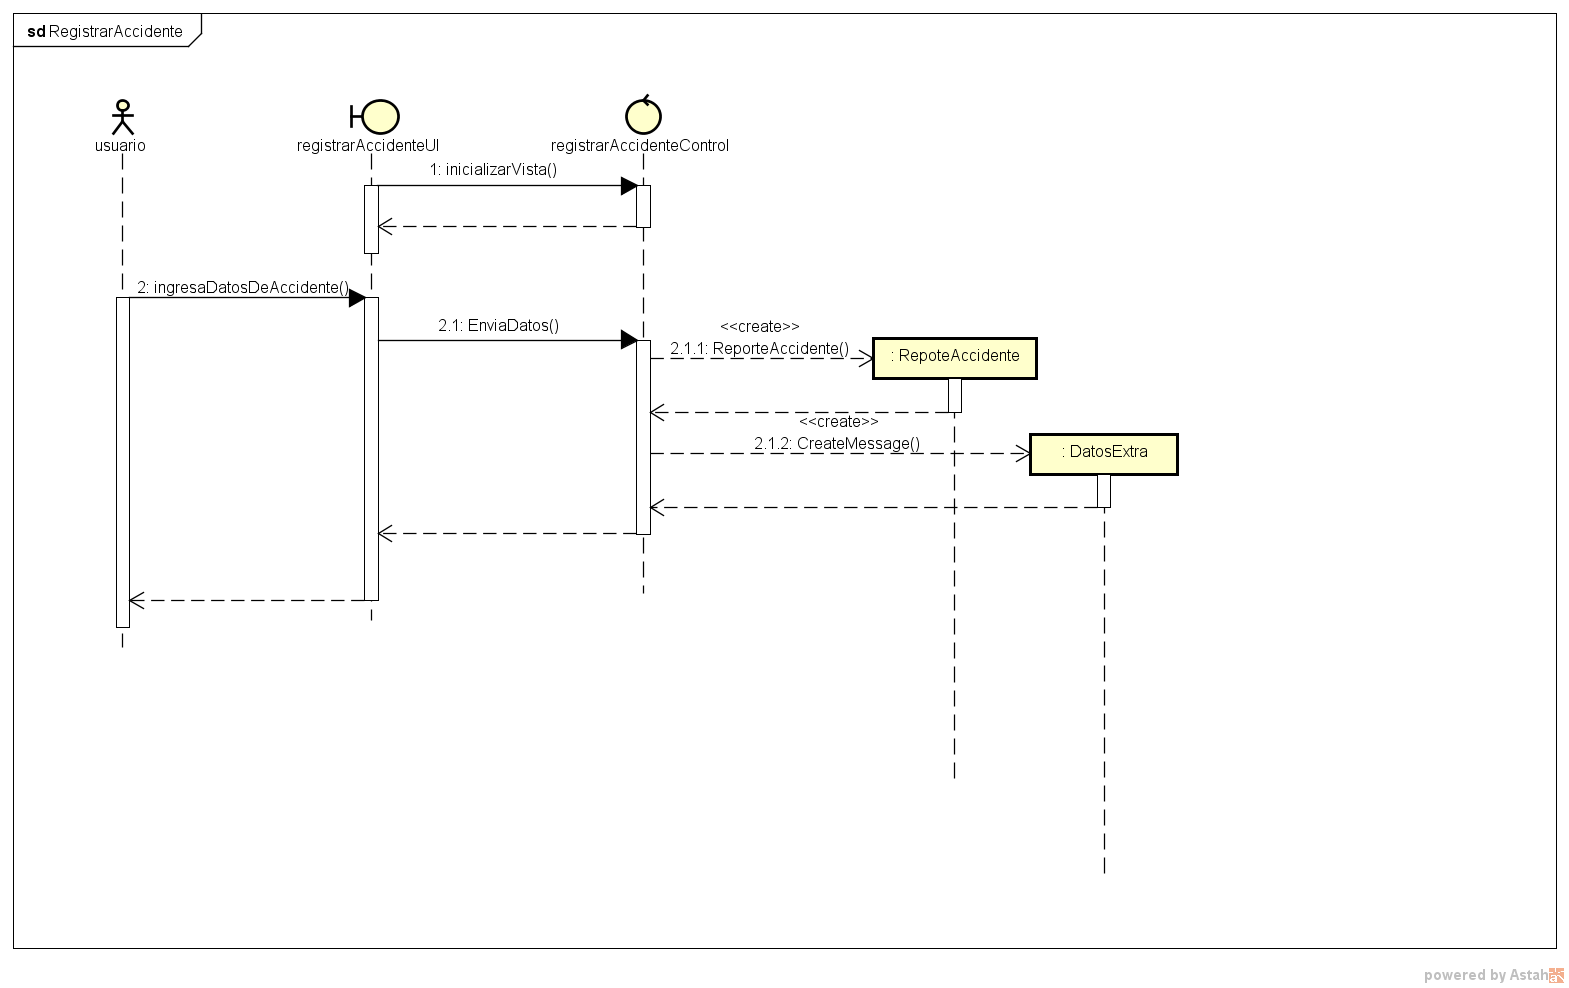 sd RegistrarAccidente
usuario
registrarAccidenteUI
registrarAccidenteControl
1: inicializarVista()
2: ingresaDatosDeAccidente()
2.1: EnviaDatos()
<<create>>
2.1.1: ReporteAccidente()
: RepoteAccidente
<<create>>
2.1.2: CreateMessage()
: DatosExtra
powered by Astah